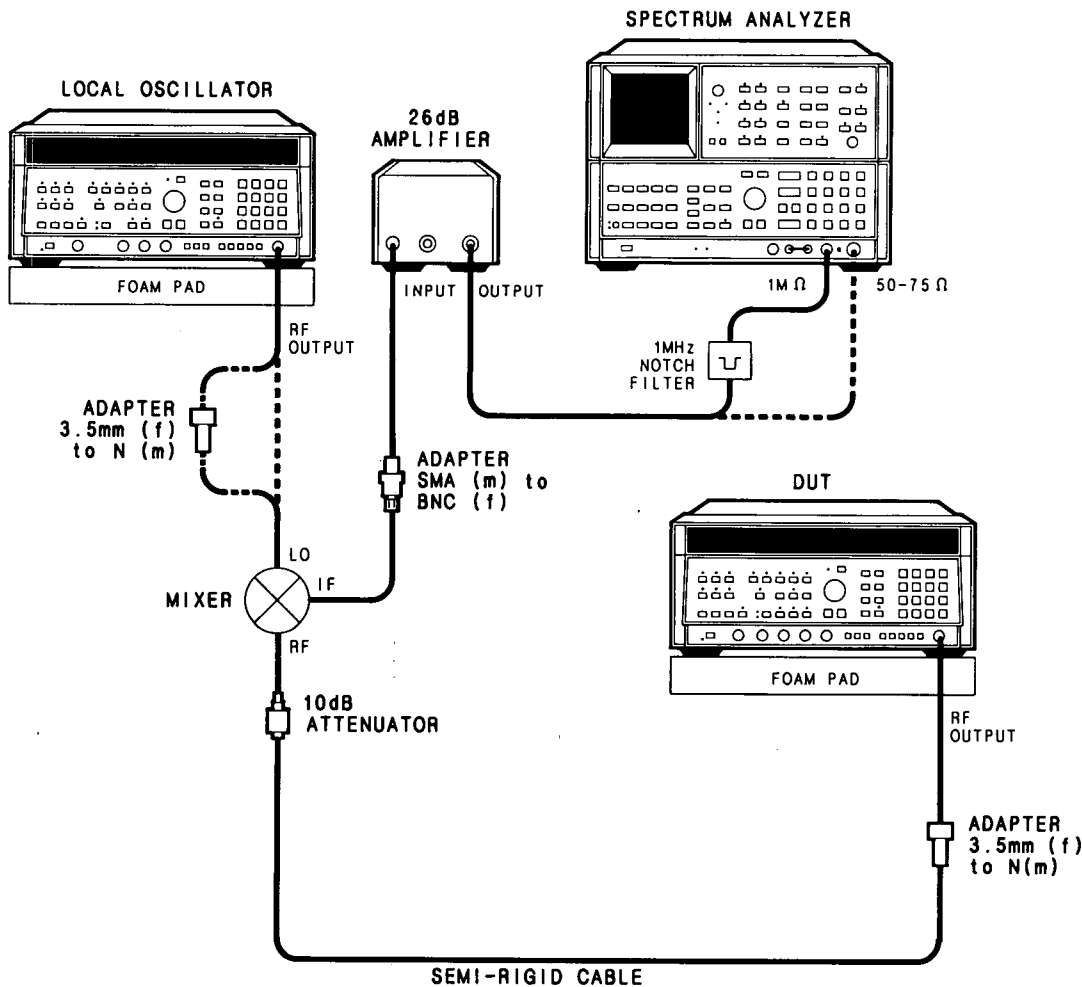 SPECTRUM ANALYZER
LOCAL OSCILLATOR
26dB
AMPLIFIER
FOAM PAD
INPUT
OUTPUT
1MΩ
50-75Ω
RF
OUTPUT
1MHz
NOTCH
FILTER
ADAPTER
3.5mm (f)
to N (m)
ADAPTER
SMA (m) to
BNC (f)
DUT
LO
IF
MIXER
RF
FOAM PAD
10dB
ATTENUATOR
RF
OUTPUT
ADAPTER
3.5mm (f)
to N(m)
SEMI-RIGID CABLE